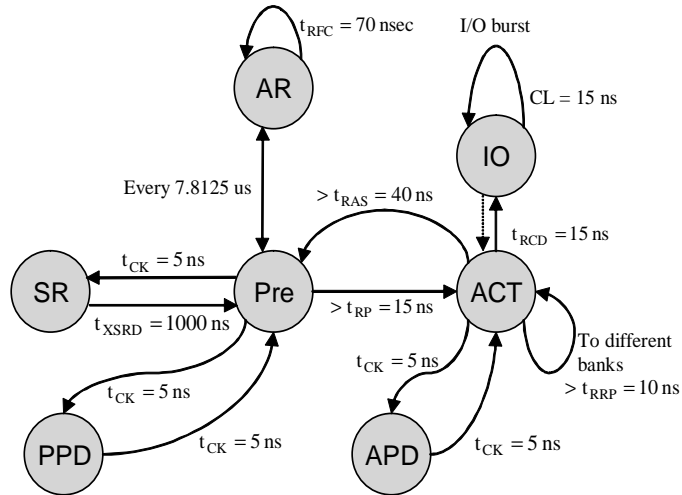 t_RFC = 70 nsec
I/O burst
AR
CL = 15 ns
IO
Every 7.8125 us
> t_RAS = 40 ns
t_RCD = 15 ns
t_CK = 5 ns
SR
Pre
ACT
> t_RP = 15 ns
t_XSRD = 1000 ns
To different
banks
> t_RRP = 10 ns
t_CK = 5 ns
t_CK = 5 ns
t_CK = 5 ns
t_CK = 5 ns
PPD
APD